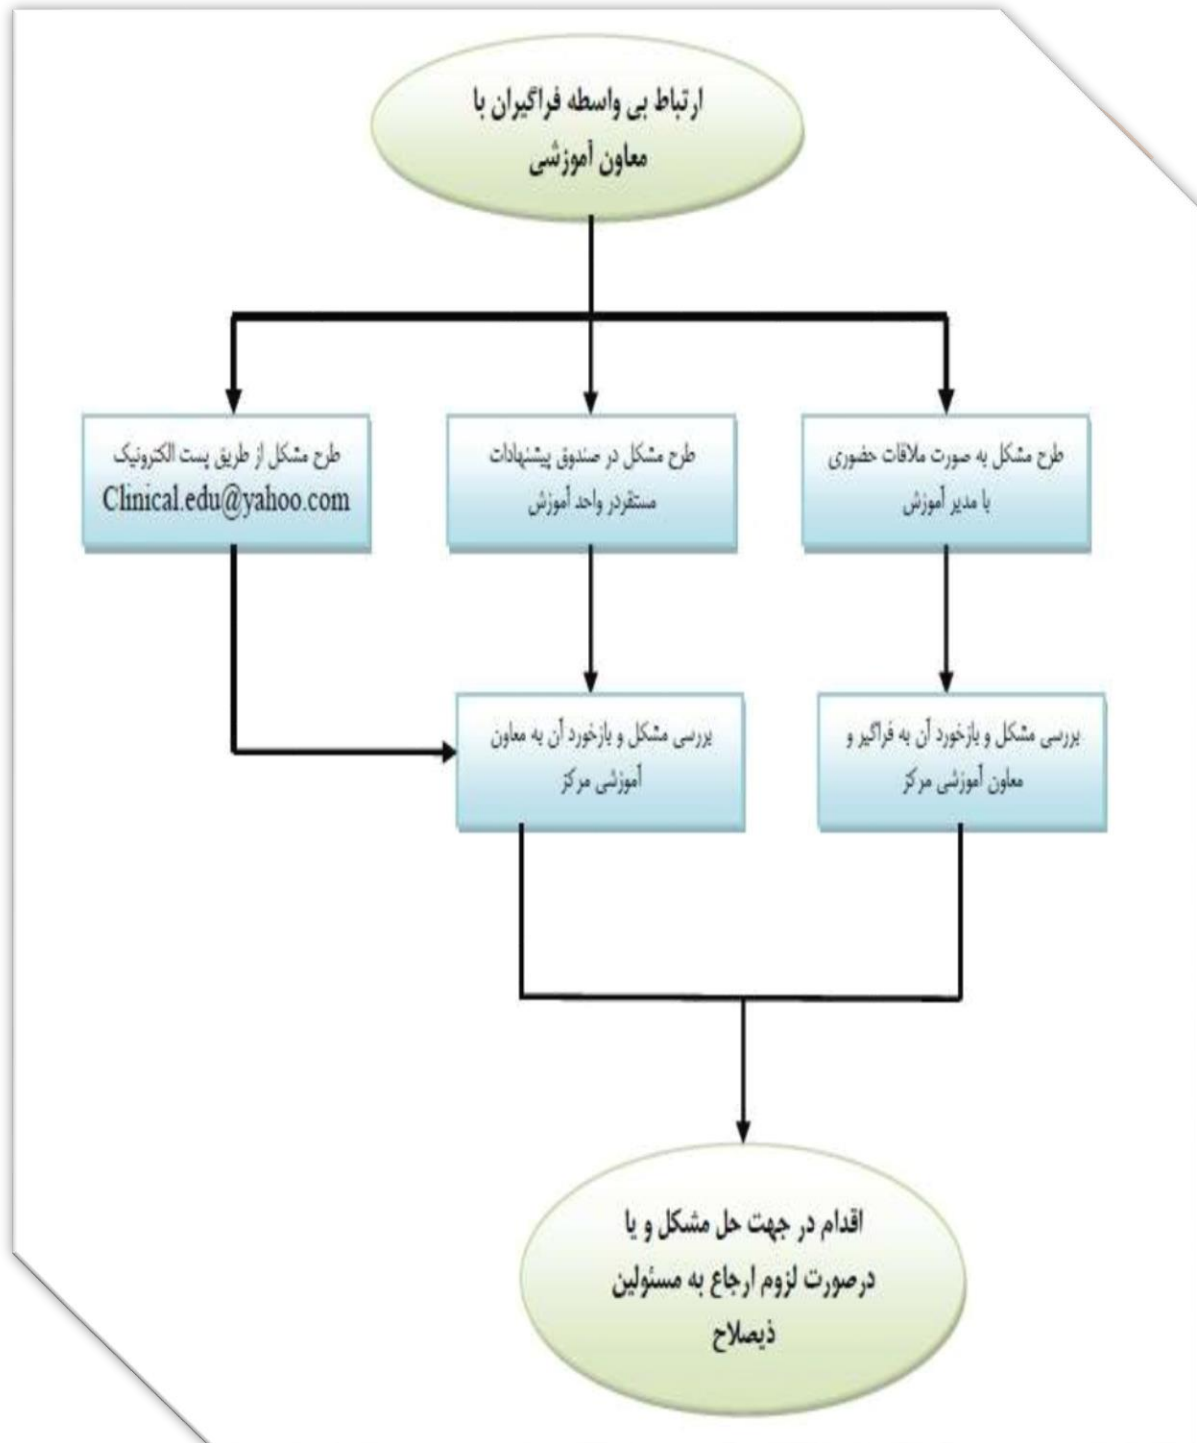 ارتباط بی واسطه فراگیران با
معاون آموزشی
طرح مشکل به صورت ملاقات حضوری
با مدیر آموزش
طرح مشکل در صندوق پیشنهادات
مستقردر واحد آموزش
طرح مشکل از طریق پست الکترونیک
Clinical.edu@yahoo.com
بررسی مشکل و بازخورد آن به فراگیر و
معاون آموزشی مرکز
بررسی مشکل و بازخورد آن به معاون
آموزشی مرکز
اقدام در جهت حل مشکل و یا
درصورت لزوم ارجاع به مسئولین
ذیصلاح